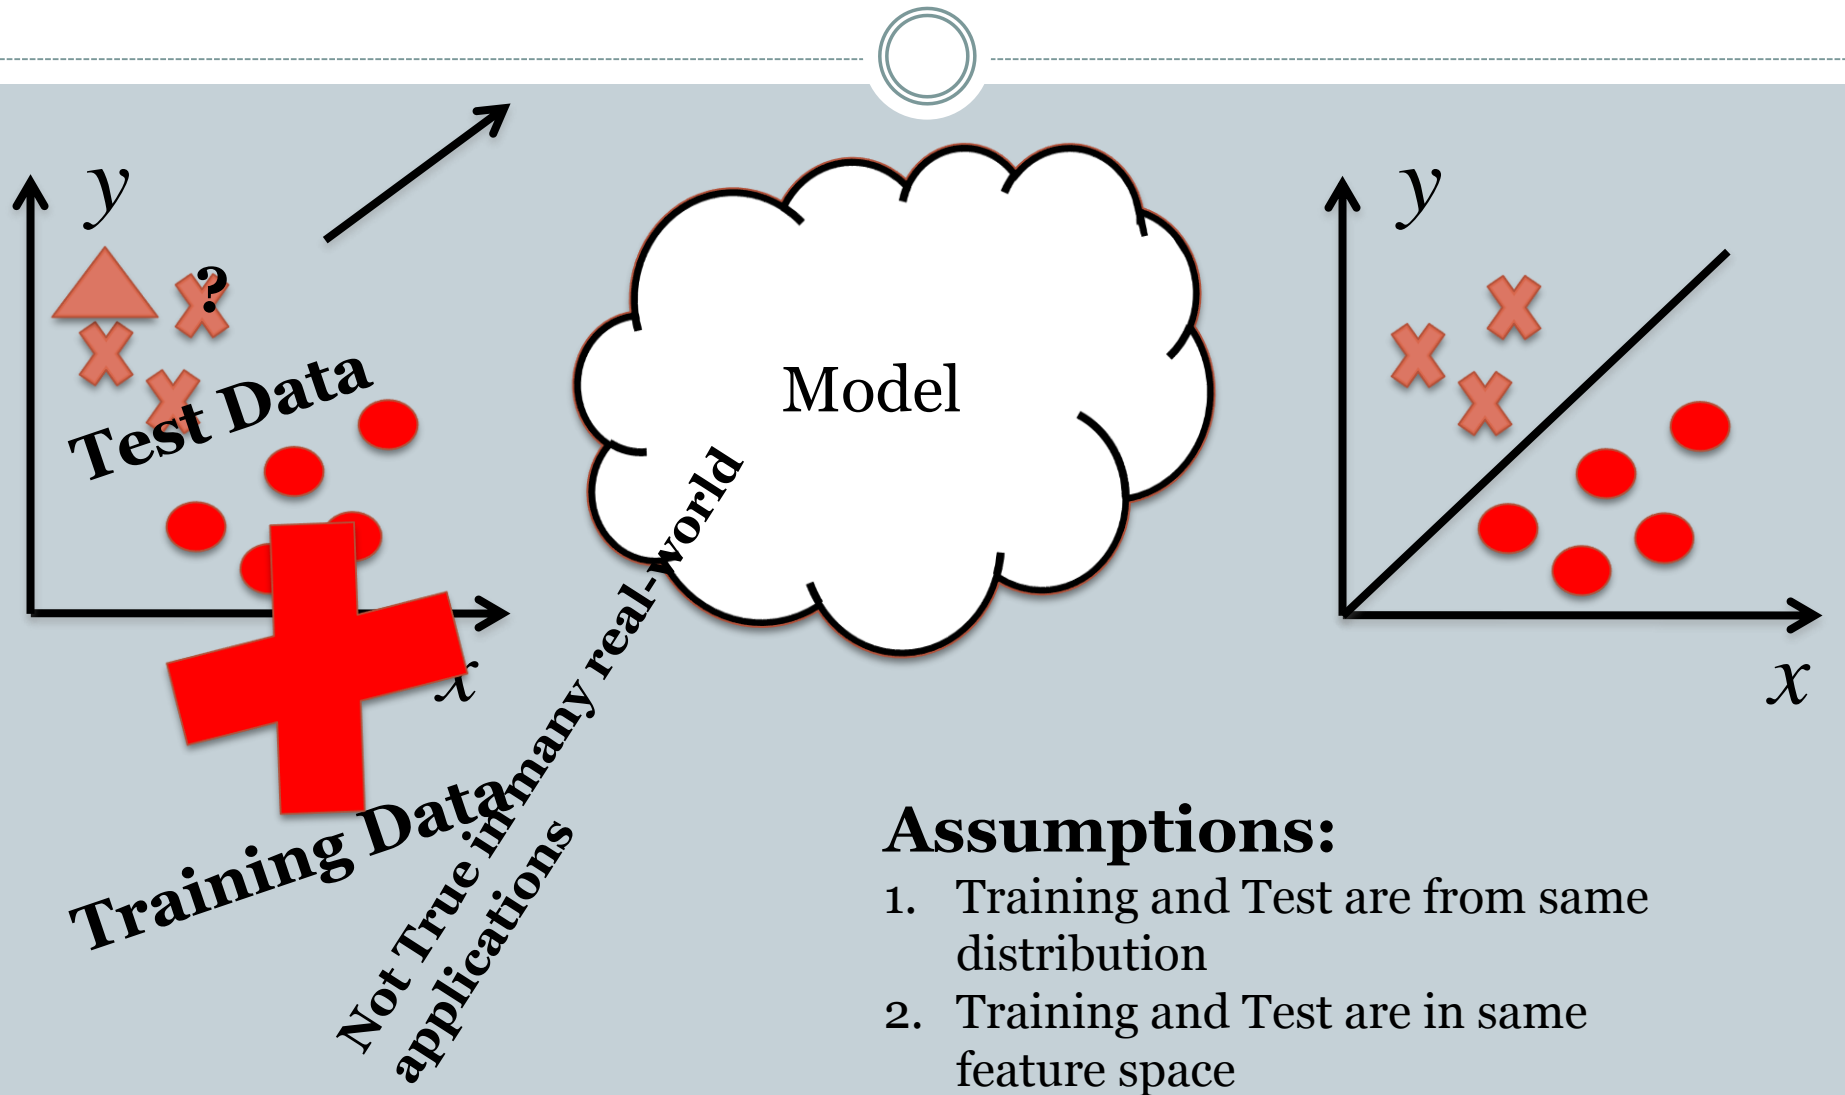 y
?
Test Data
x
Training Data
Not True in many real-world
applications
Model
y
x
Assumptions:
1. Training and Test are from same
distribution
2. Training and Test are in same
feature space